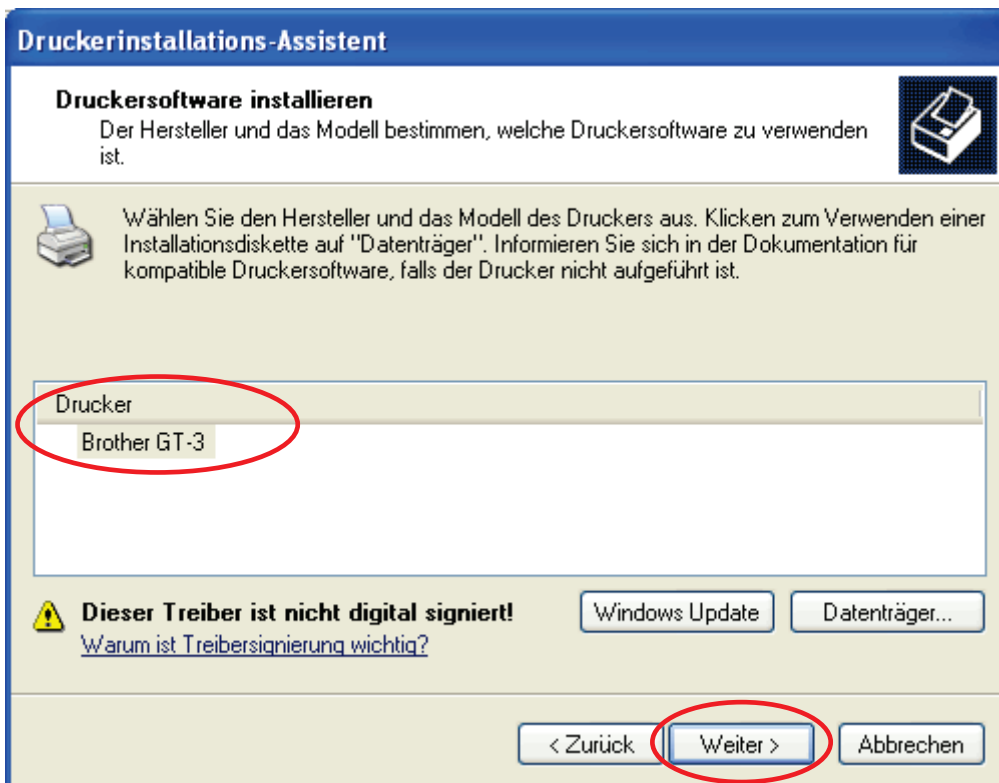 Druckerinstallations-Assistent
Druckersoftware installieren
Der Hersteller und das Modell bestimmen, welche Druckersoftware zu verwenden
ist.
Wählen Sie den Hersteller und das Modell des Druckers aus. Klicken zum Verwenden einer
Installationsdiskette auf "Datenträger". Informieren Sie sich in der Dokumentation für
kompatible Druckersoftware, falls der Drucker nicht aufgeführt ist.
Drucker
Brother GT-3
Dieser Treiber ist nicht digital signiert!
Warum ist Treibersignierung wichtig?
Windows Update
Datenträger...
< Zurück
Weiter >
Abbrechen